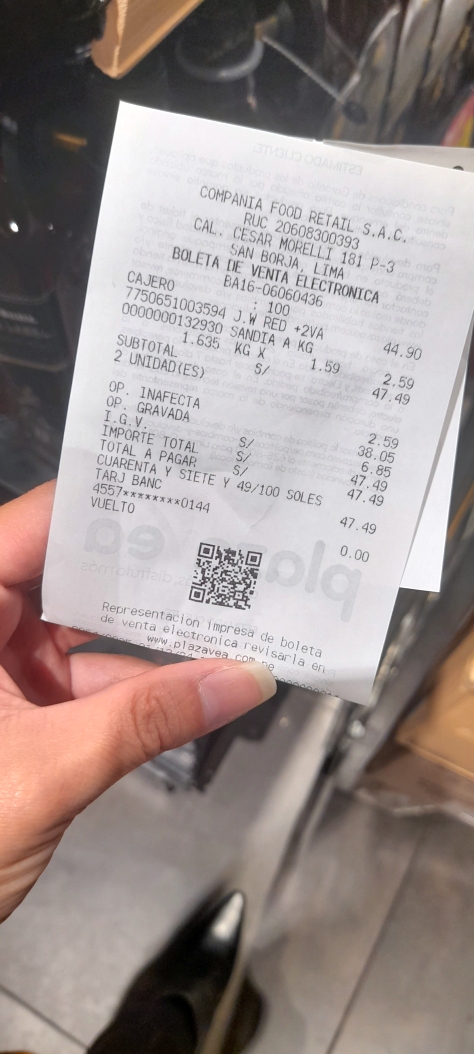 COMPANIA FOOD RETAIL S.A.C.
RUC 20608300393
CAL. CESAR MORELLI 181 P-3
SAN BORJA, LIMA
BOLETA DE VENTA ELECTRONICA
BA16-06060436
CAJERO : 100
7750651003594 J.W RED +2VA 44.90
0000000132930 SANDIA A KG
1.635 KG X 1.59 2.59
SUBTOTAL S/ 47.49
2 UNIDAD(ES)
OP. INAFECTA 2.59
OP. GRAVADA 38.05
I.G.V. S/ 6.85
IMPORTE TOTAL S/ 47.49
TOTAL A PAGAR S/ 47.49
CUARENTA Y SIETE Y 49/100 SOLES
TARJ BANC 47.49
4557********0144
VUELTO 0.00
plazavea
Representacion impresa de boleta
de venta electronica revisarla en
www.plazavea.com.pe
ESTIMADO CLIENTE: